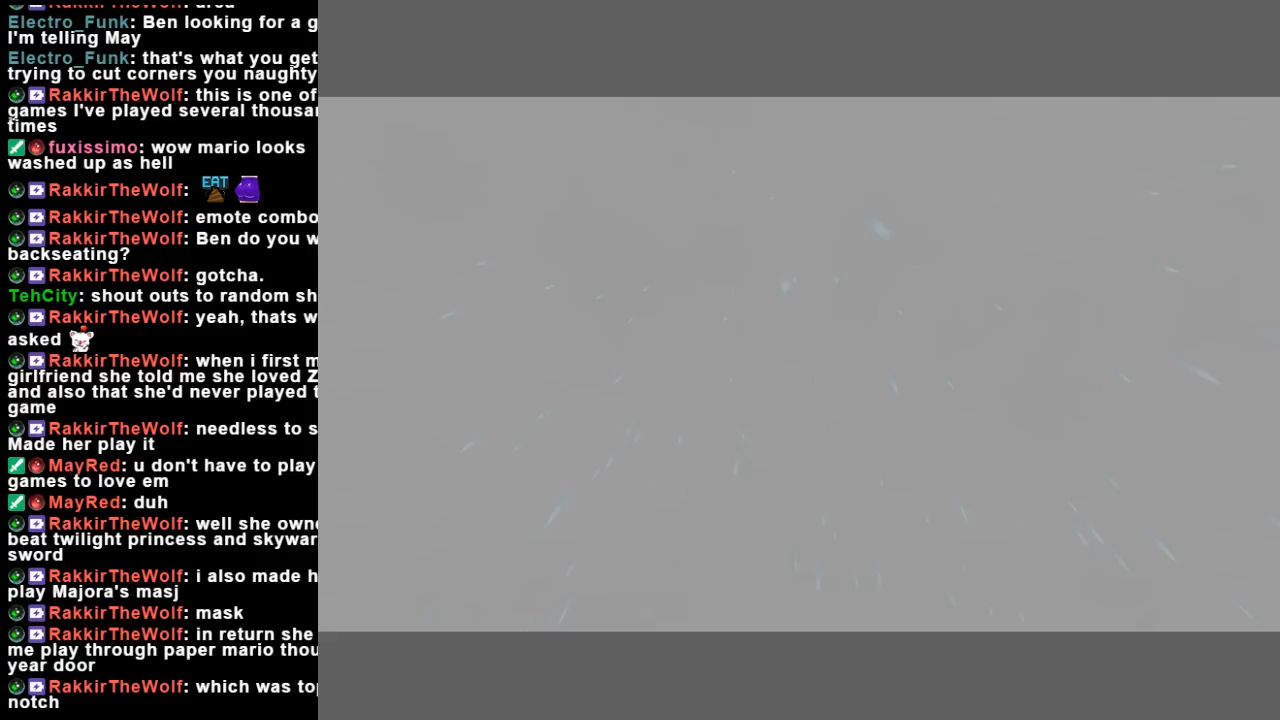 Electro_Funk: Ben looking for a g
I'm telling May
Electro_Funk: that's what you get
trying to cut corners you naughty
RakkirTheWolf: this is one of
games I've played several thousan
times
fuxissimo: wow mario looks
washed up as hell
RakkirTheWolf: EAT
RakkirTheWolf: emote combo
RakkirTheWolf: Ben do you w
backseating?
RakkirTheWolf: gotcha.
TehCity: shout outs to random sh
RakkirTheWolf: yeah, thats w
asked
RakkirTheWolf: when i first m
girlfriend she told me she loved Z
and also that she'd never played t
game
RakkirTheWolf: needless to s
Made her play it
MayRed: u don't have to play
games to love em
MayRed: duh
RakkirTheWolf: well she owne
beat twilight princess and skywar
sword
RakkirTheWolf: i also made h
play Majora's masj
RakkirTheWolf: mask
RakkirTheWolf: in return she
me play through paper mario thou
year door
RakkirTheWolf: which was top
notch